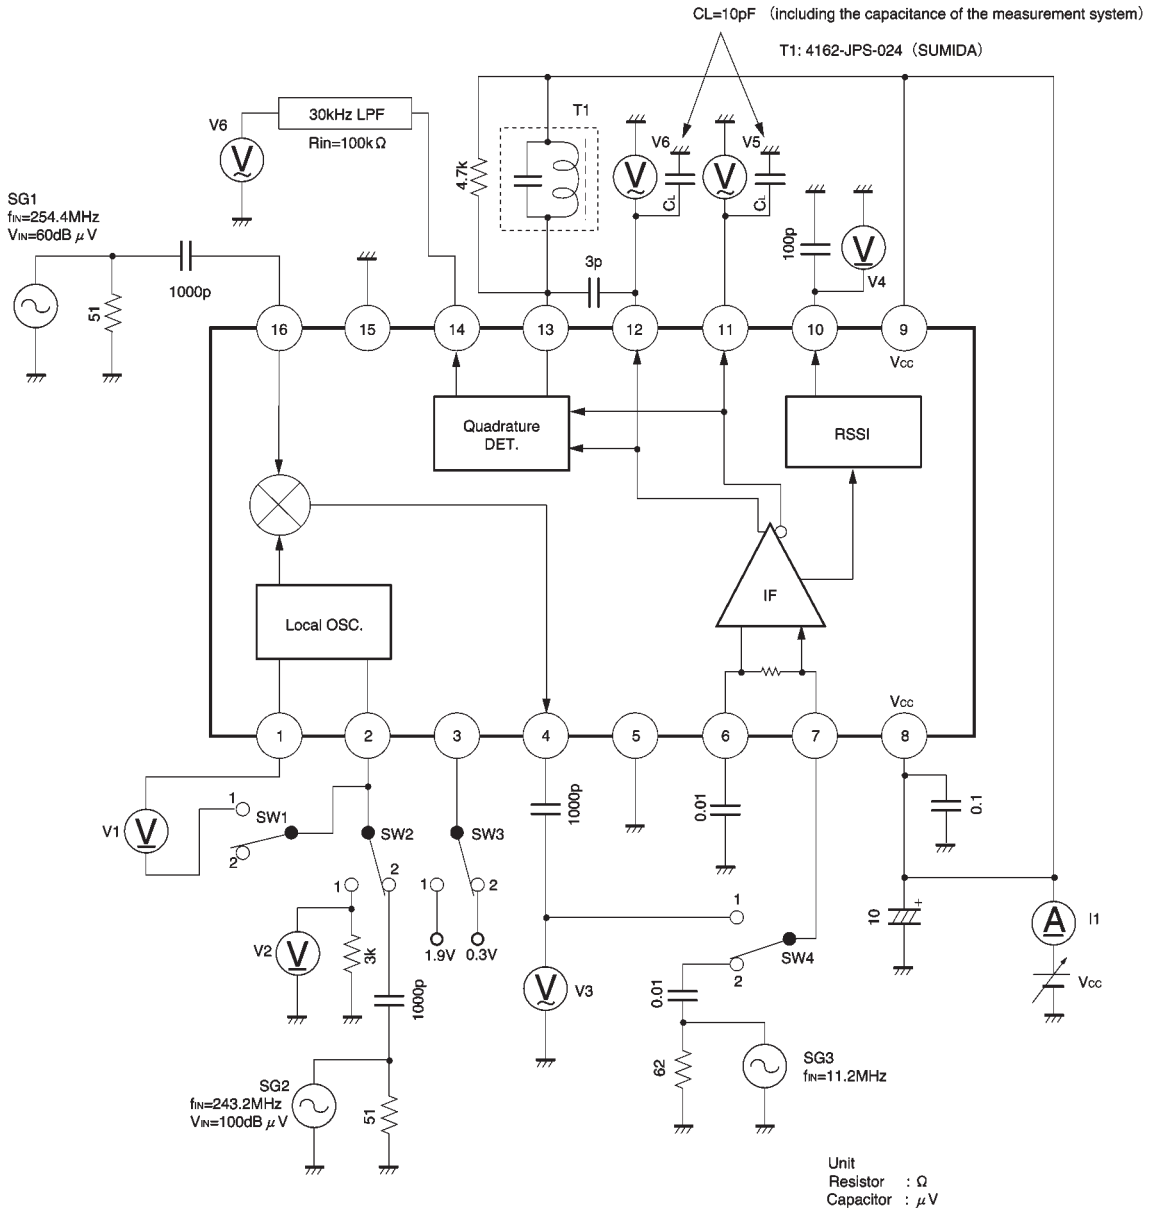 CL=10pF (including the capacitance of the measurement system)
T1: 4162-JPS-024 (SUMIDA)
30kHz LPF
Rin=100kΩ
V6
T1
4.7k
V6
CL
V5
CL
100p
V4
SG1
fIN=254.4MHz
VIN=60dBμV
1000p
51
3p
16
15
14
13
12
11
10
9
VCC
Quadrature
DET.
RSSI
IF
Local OSC.
VCC
1
2
3
4
5
6
7
8
V1
1
SW1
2
SW2
1
2
SW3
1
2
1.9V
0.3V
V2
3k
1000p
1000p
V3
0.01
1
SW4
2
0.01
62
SG3
fIN=11.2MHz
0.1
10
+
A
I1
VCC
SG2
fIN=243.2MHz
VIN=100dBμV
51
V
V
V
V
V
V
V
V
Unit
Resistor : Ω
Capacitor : μV